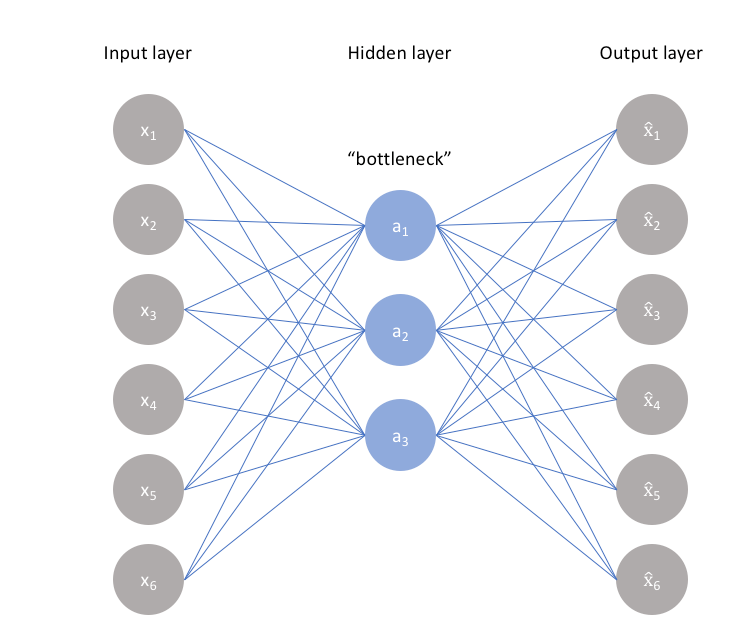 Input layer
Hidden layer
Output layer
“bottleneck”
x₁
x₂
x₃
x₄
x₅
x₆
a₁
a₂
a₃
x̂₁
x̂₂
x̂₃
x̂₄
x̂₅
x̂₆